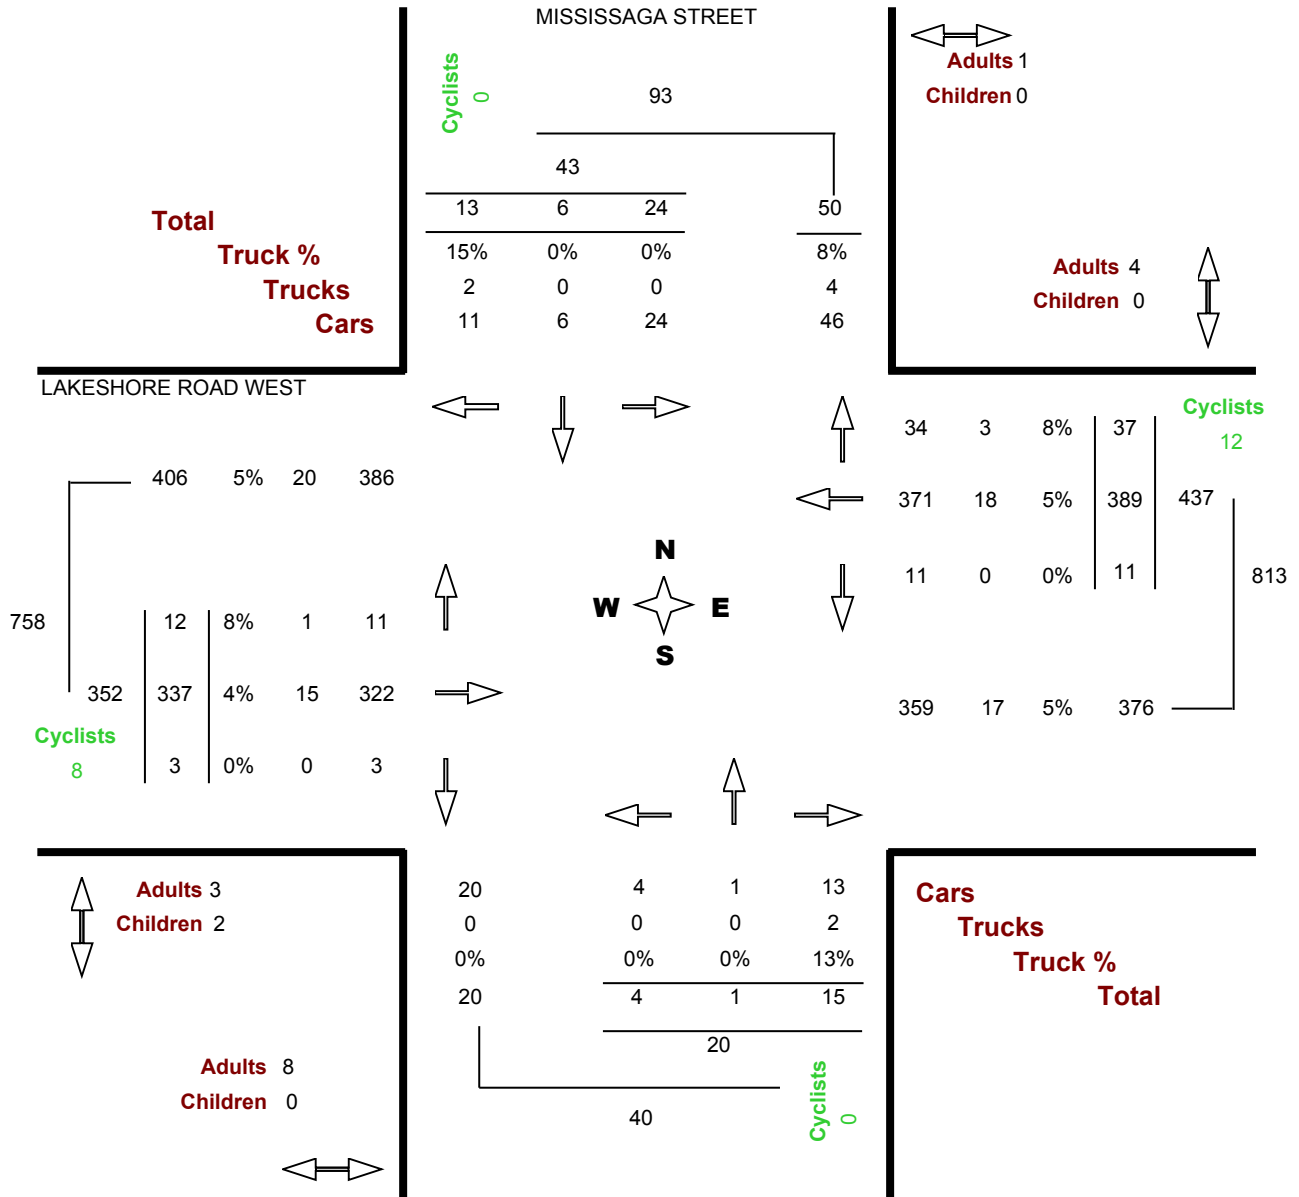 MISSISSAGA STREET
Cyclists
0
93
Adults 1
Children 0
43
Total 13 6 24 50
Truck % 15% 0% 0% 8%
Trucks 2 0 0 4
Cars 11 6 24 46
Adults 4
Children 0
LAKESHORE ROAD WEST
Cyclists
12
34 3 8% 37
406 5% 20 386
371 18 5% 389 437
N
11 0 0% 11 813
W E
S
758 12 8% 1 11
352 337 4% 15 322
359 17 5% 376
Cyclists
8
3 0% 0 3
Adults 3
Children 2
20 4 1 13 Cars
0 0 0 2 Trucks
0% 0% 0% 13% Truck %
20 4 1 15 Total
20
Adults 8
Children 0
40
Cyclists
0